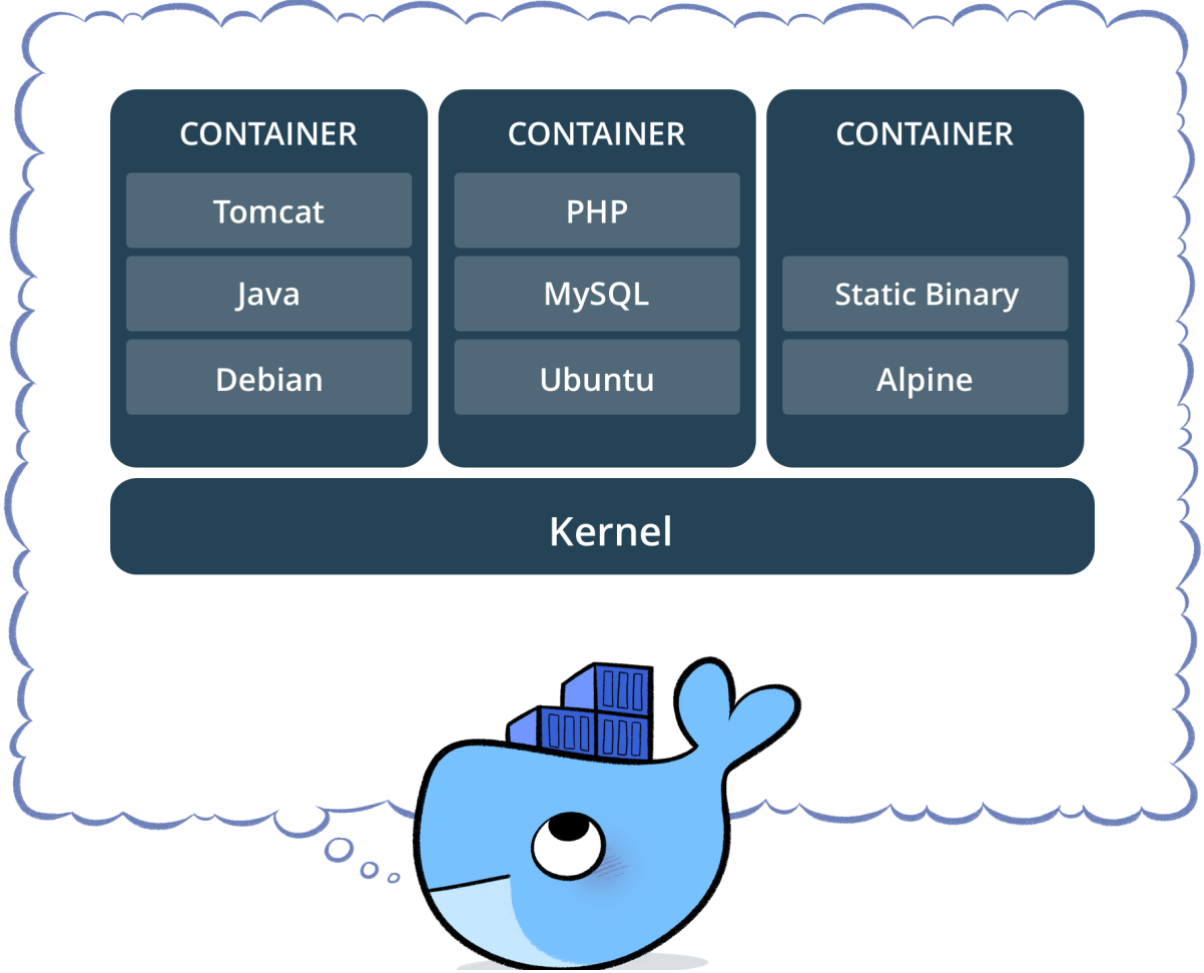 CONTAINER
Tomcat
Java
Debian
CONTAINER
PHP
MySQL
Ubuntu
CONTAINER
Static Binary
Alpine
Kernel